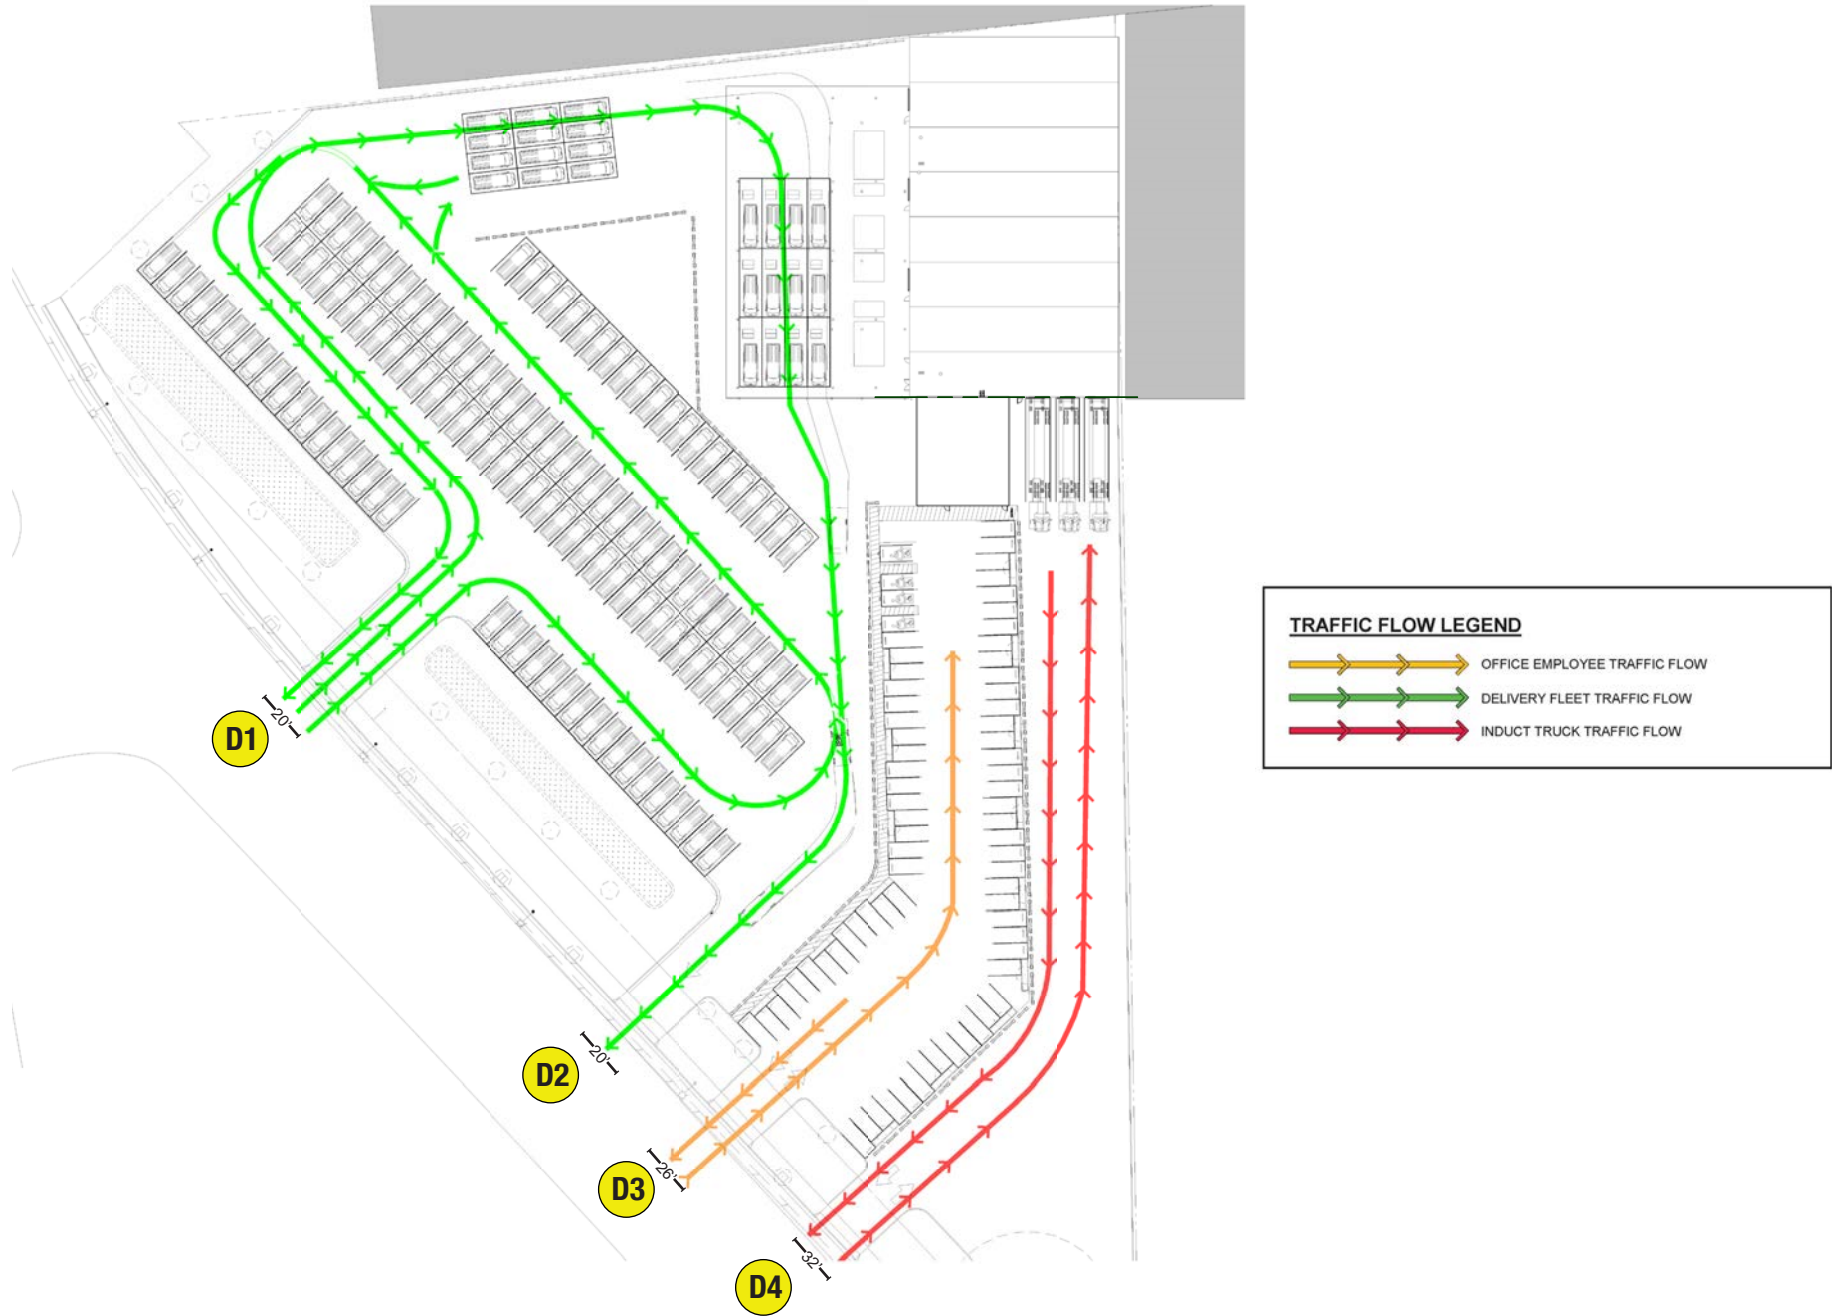 TRAFFIC FLOW LEGEND
OFFICE EMPLOYEE TRAFFIC FLOW
DELIVERY FLEET TRAFFIC FLOW
INDUCT TRUCK TRAFFIC FLOW
20'
D1
20'
D2
26'
D3
32'
D4